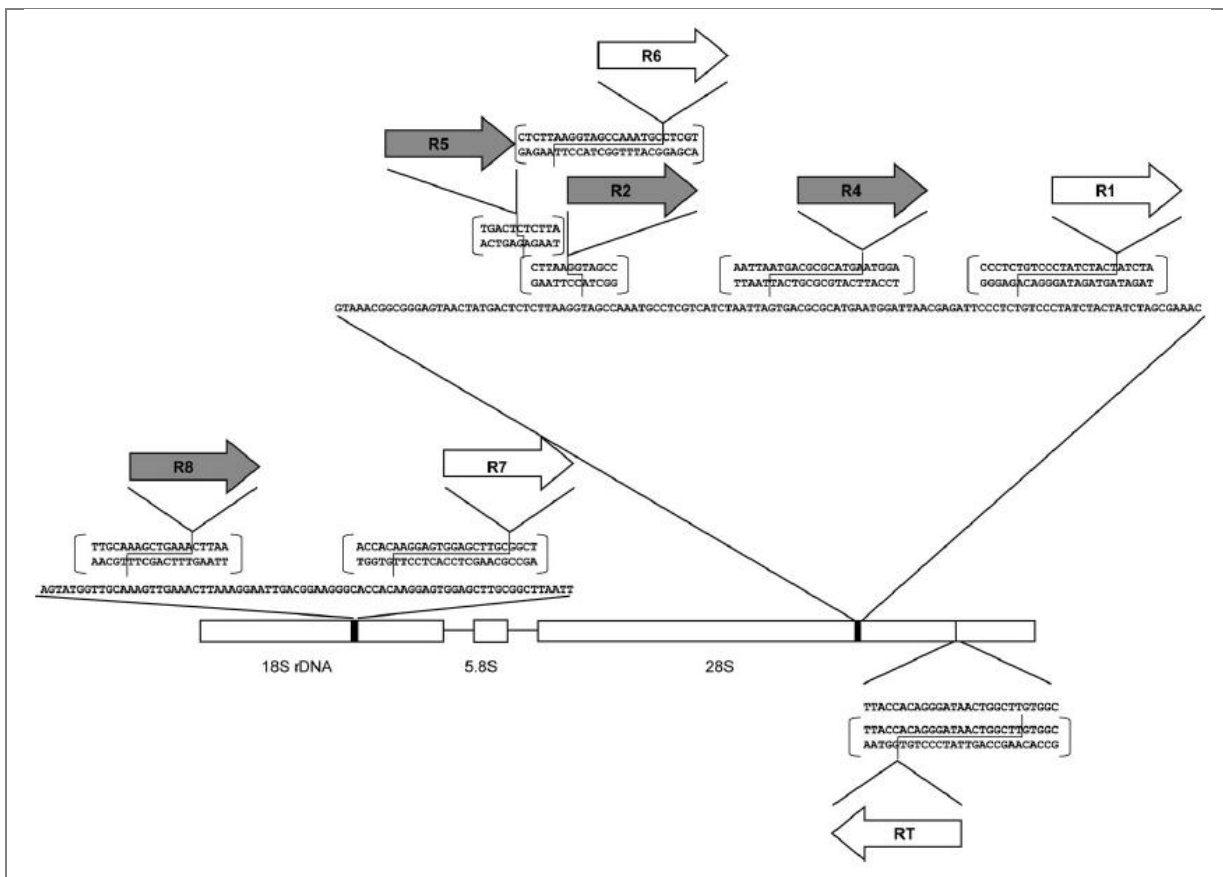 R6
CTCTTAAGGTAGCCAAATGCCTCGT
GAGAATTCCATCGGTTTACGGAGCA
R5
R2
R4
R1
TGACTCTCTTA
ACTGAGAGAAT
CTTAAGGTAGCC
GAATTCCATCGG
AATTAATGACGCGCATGAATGGA
TTAATTACTGCGCGTACTTACCT
CCCTCTGTCCCTATCTACTATCTA
GGGAGACAGGGATAGATGATAGAT
GTAAACGGCGGGAGTAACTATGACTCTCTTAAGGTAGCCAAATGCCTCGTCATCTAATTAGTGACGCGCATGAATGGATTAACGAGATTCCCTCTGTCCCTATCTACTATCTAGCGAAAC
R8
R7
TTGCAAAGCTGAAACTTAA
AACGTTTCGACTTTGAATT
ACCACAAGGAGTGGAGCTTGCGGCT
TGGTGTTCCTCACCTCGAACGCCGA
AGTATGGTTGCAAAGTTGAAACTTAAAGGAATTGACGGAAGGGCACCACAAGGAGTGGAGCTTGCGGCTTAATT
18S rDNA
5.8S
28S
TTACCACAGGGATAACTGGCTTGTGGC
TTACCACAGGGATAACTGGCTTGTGGC
AATGGTGTCCCTATTGACCGAACACCG
RT